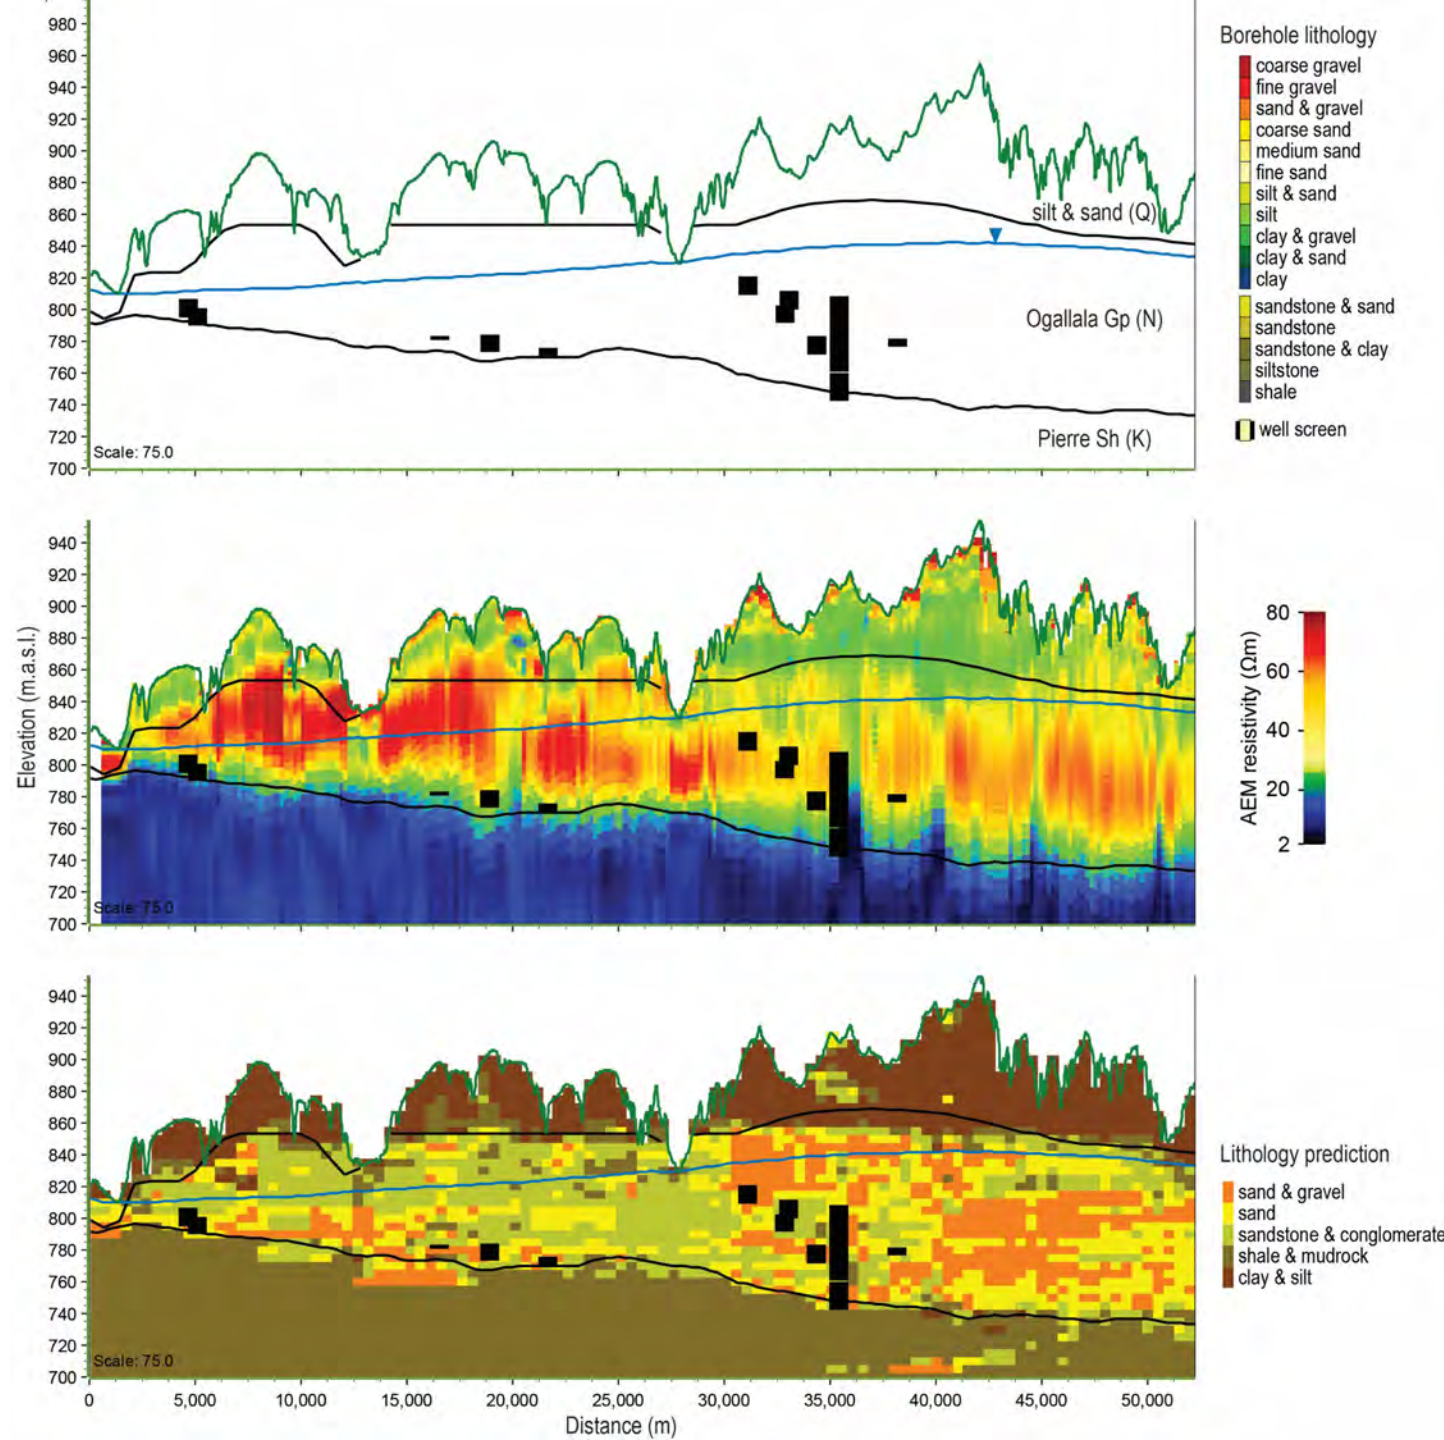 980
960
940
920
900
880
860
840
820
800
780
760
740
720
700
silt & sand (Q)
Ogallala Gp (N)
Pierre Sh (K)
Scale: 75.0
Borehole lithology
coarse gravel
fine gravel
sand & gravel
coarse sand
medium sand
fine sand
silt & sand
silt
clay & gravel
clay & sand
clay
sandstone & sand
sandstone
sandstone & clay
siltstone
shale
well screen
Elevation (m.a.s.l.)
940
920
900
880
860
840
820
800
780
760
740
720
700
Scale: 75.0
AEM resistivity (Ωm)
80
60
40
20
2
940
920
900
880
860
840
820
800
780
760
740
720
700
Scale: 75.0
0 5,000 10,000 15,000 20,000 25,000 30,000 35,000 40,000 45,000 50,000
Distance (m)
Lithology prediction
sand & gravel
sand
sandstone & conglomerate
shale & mudrock
clay & silt